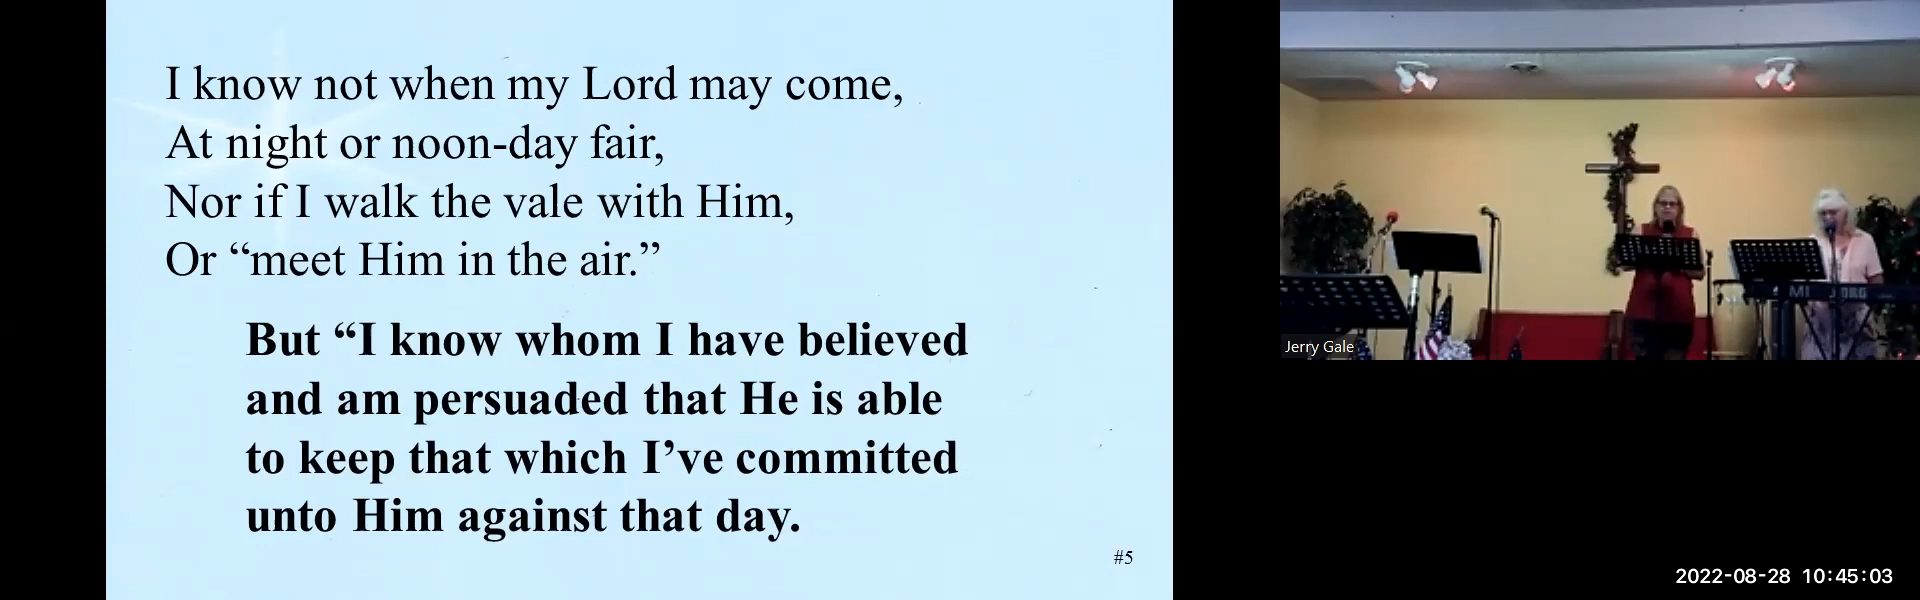 I know not when my Lord may come,
At night or noon-day fair,
Nor if I walk the vale with Him,
Or “meet Him in the air.”
But “I know whom I have believed
and am persuaded that He is able
to keep that which I’ve committed
unto Him against that day.
#5
Jerry Gale
KORG
2022-08-28 10:45:03